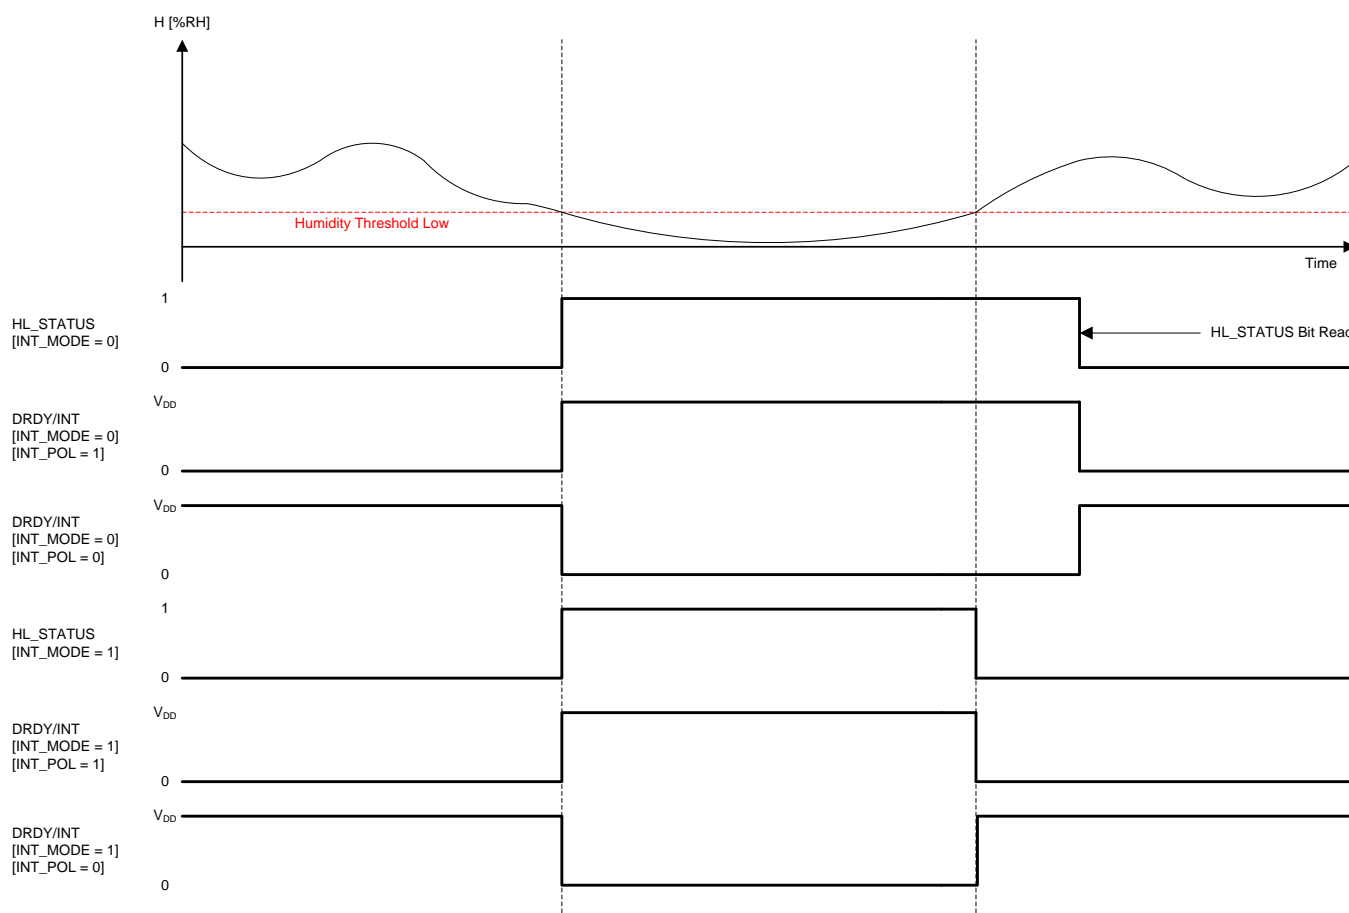 H [%RH]
Humidity Threshold Low
Time
1
HL_STATUS
[INT_MODE = 0]
HL_STATUS Bit Read
0
VDD
DRDY/INT
[INT_MODE = 0]
[INT_POL = 1]
0
VDD
DRDY/INT
[INT_MODE = 0]
[INT_POL = 0]
0
1
HL_STATUS
[INT_MODE = 1]
0
VDD
DRDY/INT
[INT_MODE = 1]
[INT_POL = 1]
0
VDD
DRDY/INT
[INT_MODE = 1]
[INT_POL = 0]
0